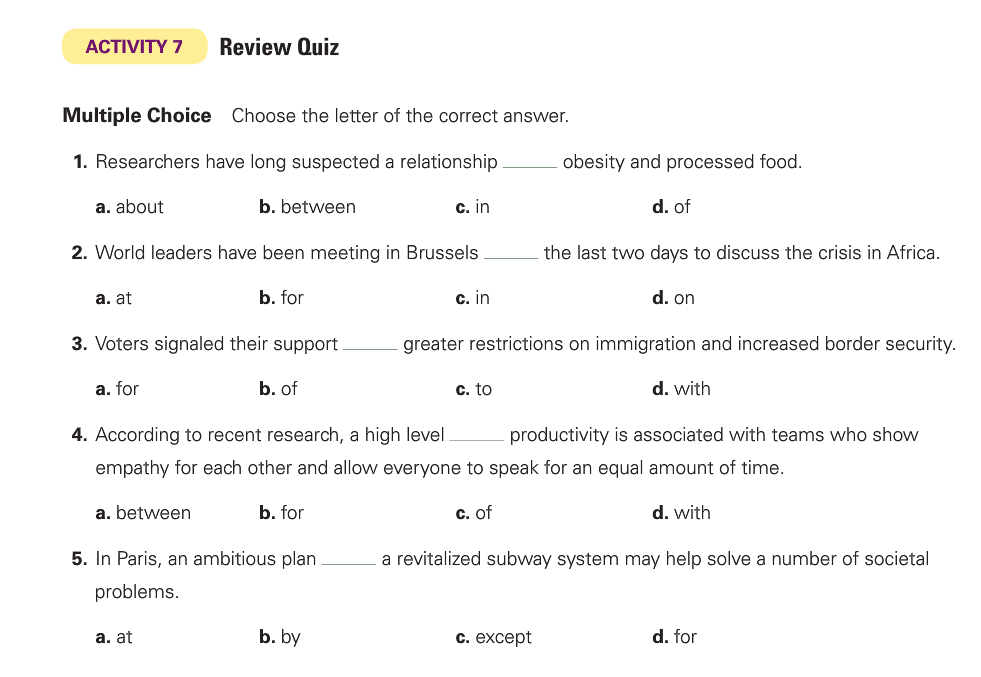 ACTIVITY 7 Review Quiz
Multiple Choice Choose the letter of the correct answer.
1. Researchers have long suspected a relationship ______ obesity and processed food.
a. about b. between c. in d. of
2. World leaders have been meeting in Brussels ______ the last two days to discuss the crisis in Africa.
a. at b. for c. in d. on
3. Voters signaled their support ______ greater restrictions on immigration and increased border security.
a. for b. of c. to d. with
4. According to recent research, a high level ______ productivity is associated with teams who show
empathy for each other and allow everyone to speak for an equal amount of time.
a. between b. for c. of d. with
5. In Paris, an ambitious plan ______ a revitalized subway system may help solve a number of societal
problems.
a. at b. by c. except d. for